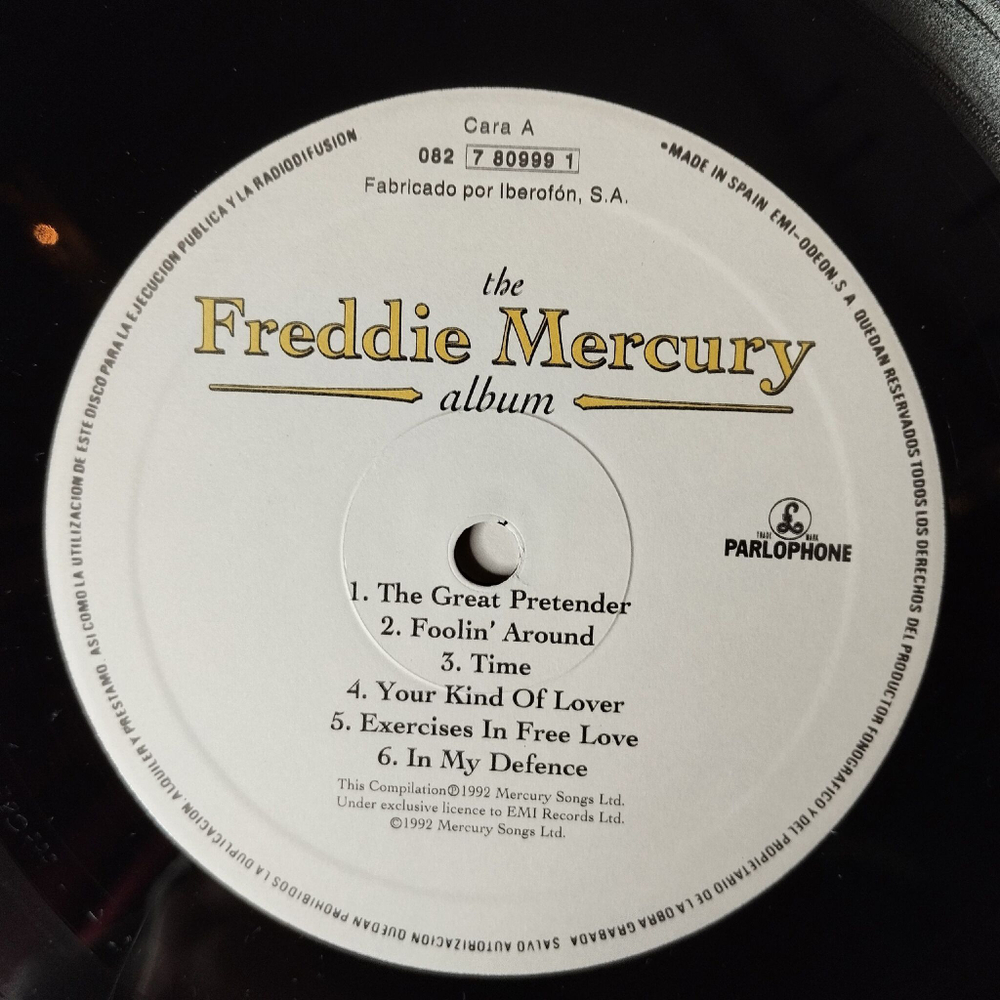 Cara A
082 7 80999 1
Fabricado por Iberofón, S.A.
•MADE IN SPAIN EMI-ODEON.S A QUEDAN RESERVADOS TODOS LOS DERECHOS DEL PRODUCTOR FONOGRAFICO Y DEL PROPIETARIO DE LA OBRA GRABADA SALVO AUTORIZACION QUEDAN PROHIBIDOS LA DUPLICACION, ALQUILER Y PRESTAMO, ASI COMO LA UTILIZACION DE ESTE DISCO PARA LA EJECUCION PUBLICA Y LA RADIODIFUSION
the
Freddie Mercury
album
£
TRADE MARK
PARLOPHONE
1. The Great Pretender
2. Foolin' Around
3. Time
4. Your Kind Of Lover
5. Exercises In Free Love
6. In My Defence
This Compilation℗1992 Mercury Songs Ltd.
Under exclusive licence to EMI Records Ltd.
©1992 Mercury Songs Ltd.